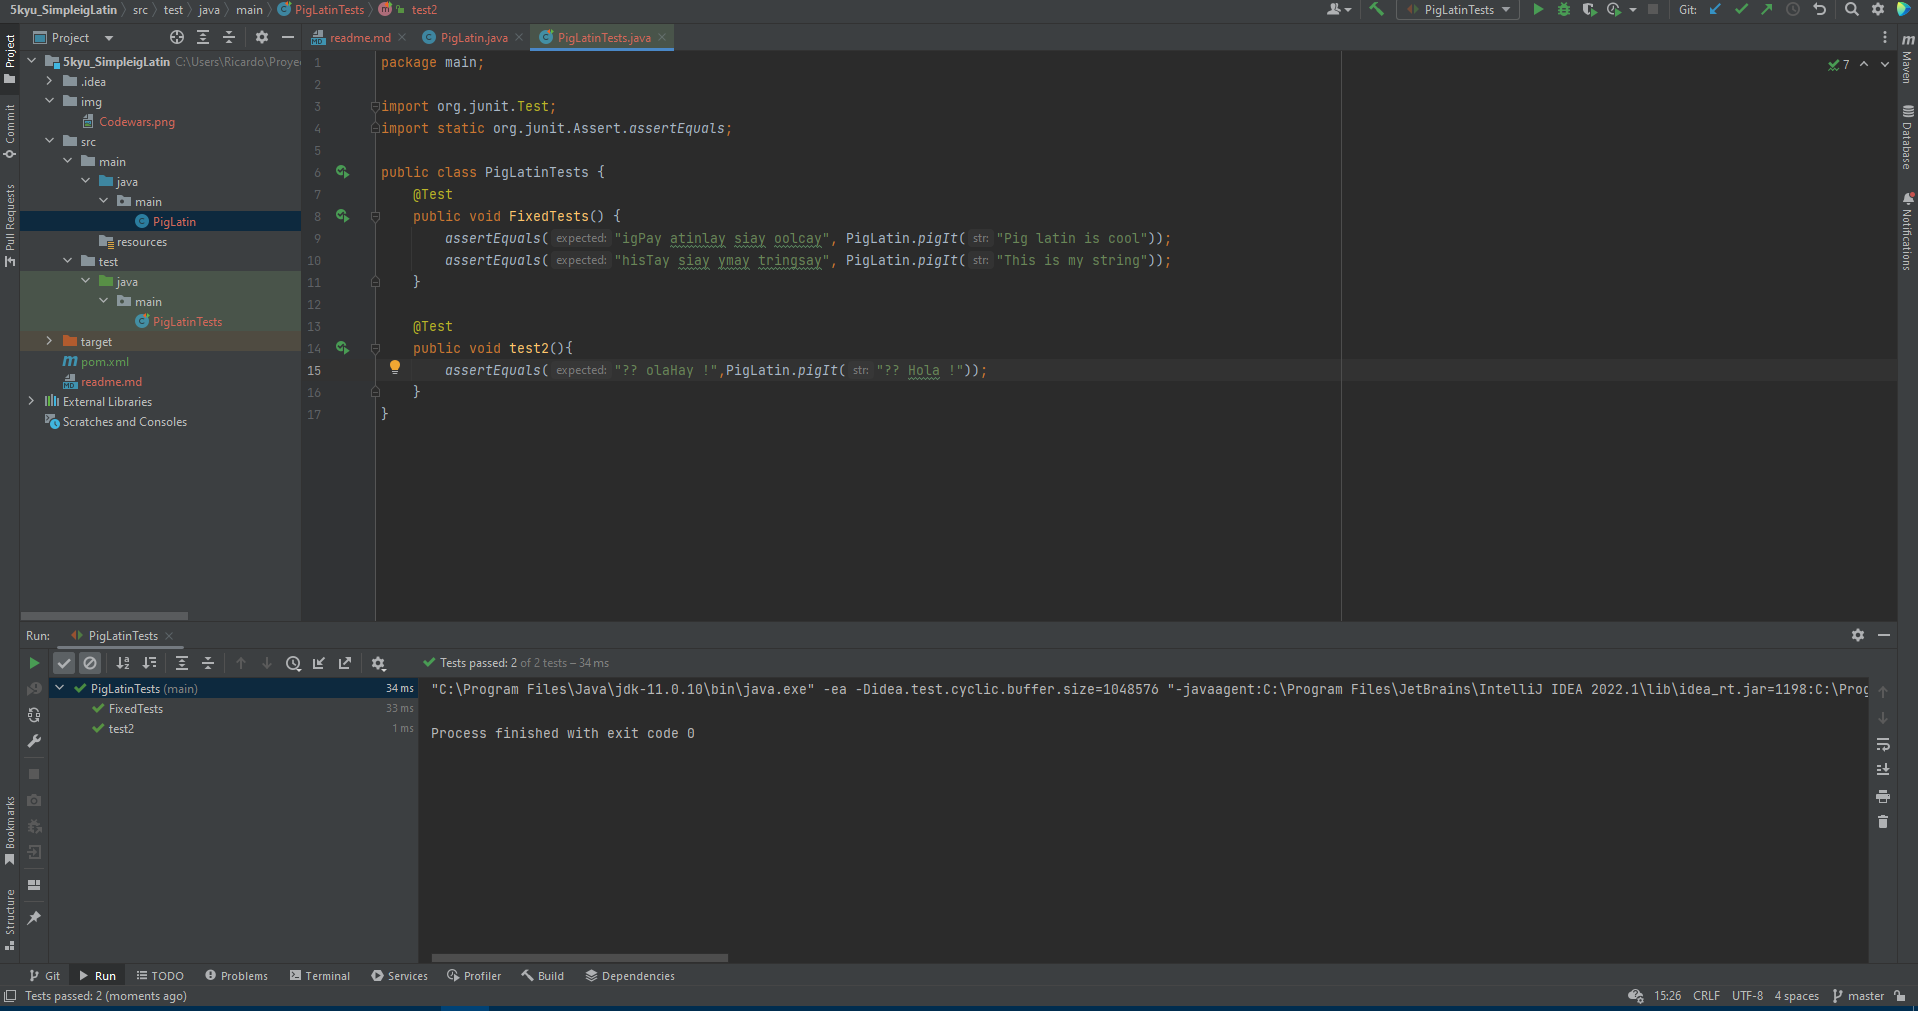 5kyu_SimpleigLatin src test java main PigLatinTests test2
PigLatinTests Git:
Project
readme.md PigLatin.java PigLatinTests.java
5kyu_SimpleigLatin C:\Users\Ricardo\Proye
.idea
img
Codewars.png
src
main
java
main
PigLatin
resources
test
java
main
PigLatinTests
target
pom.xml
readme.md
External Libraries
Scratches and Consoles
Project
Commit
Pull Requests
Bookmarks
Structure
1 package main;
2
3 import org.junit.Test;
4 import static org.junit.Assert.assertEquals;
5
6 public class PigLatinTests {
7 @Test
8 public void FixedTests() {
9 assertEquals( expected: "igPay atinlay siay oolcay", PigLatin.pigIt( str: "Pig latin is cool"));
10 assertEquals( expected: "hisTay siay ymay tringsay", PigLatin.pigIt( str: "This is my string"));
11 }
12
13 @Test
14 public void test2(){
15 assertEquals( expected: "?? olaHay !",PigLatin.pigIt( str: "?? Hola !"));
16 }
17 }
7
m
Maven
Database
Notifications
Run: PigLatinTests
Tests passed: 2 of 2 tests – 34 ms
PigLatinTests (main) 34 ms
FixedTests 33 ms
test2 1 ms
"C:\Program Files\Java\jdk-11.0.10\bin\java.exe" -ea -Didea.test.cyclic.buffer.size=1048576 "-javaagent:C:\Program Files\JetBrains\IntelliJ IDEA 2022.1\lib\idea_rt.jar=1198:C:\Prog
Process finished with exit code 0
Git Run TODO Problems Terminal Services Profiler Build Dependencies
Tests passed: 2 (moments ago)
15:26 CRLF UTF-8 4 spaces master